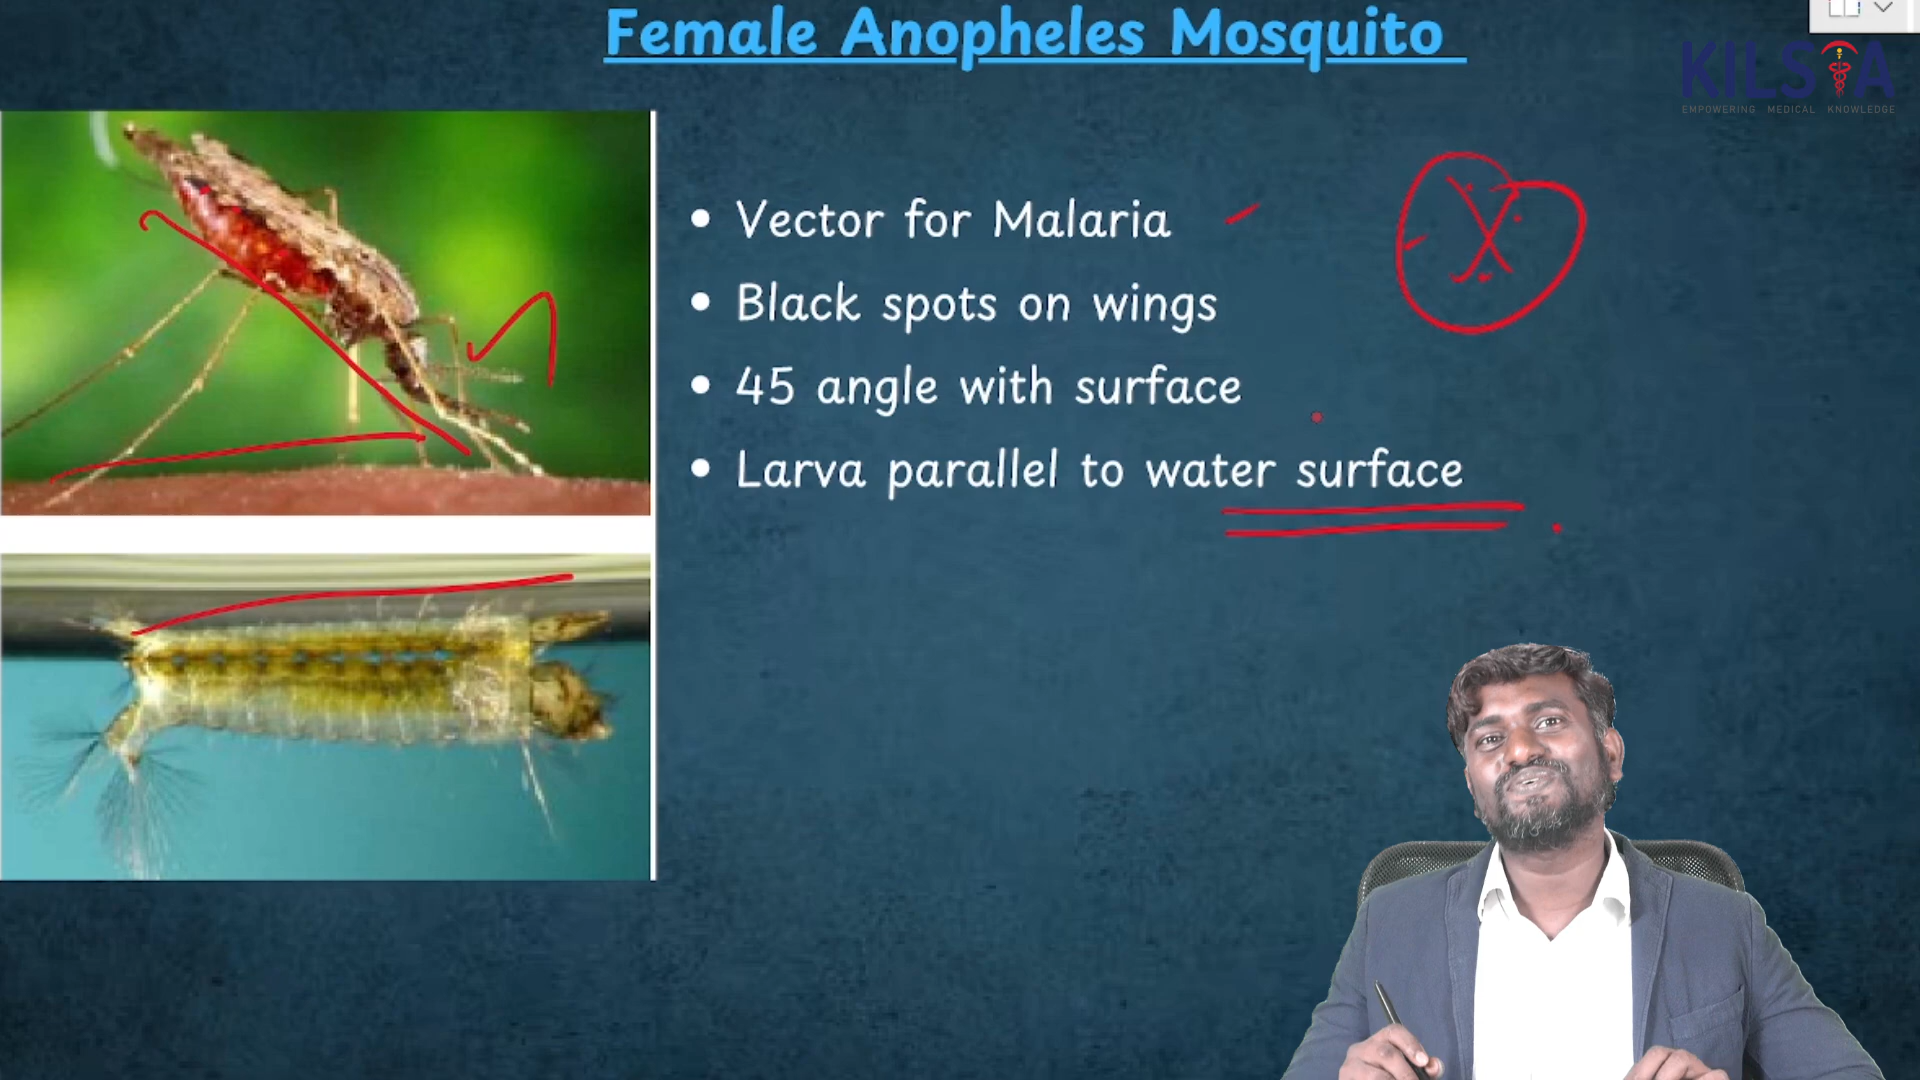 Female Anopheles Mosquito
KILSTA
EMPOWERING MEDICAL KNOWLEDGE
• Vector for Malaria
• Black spots on wings
• 45 angle with surface
• Larva parallel to water surface